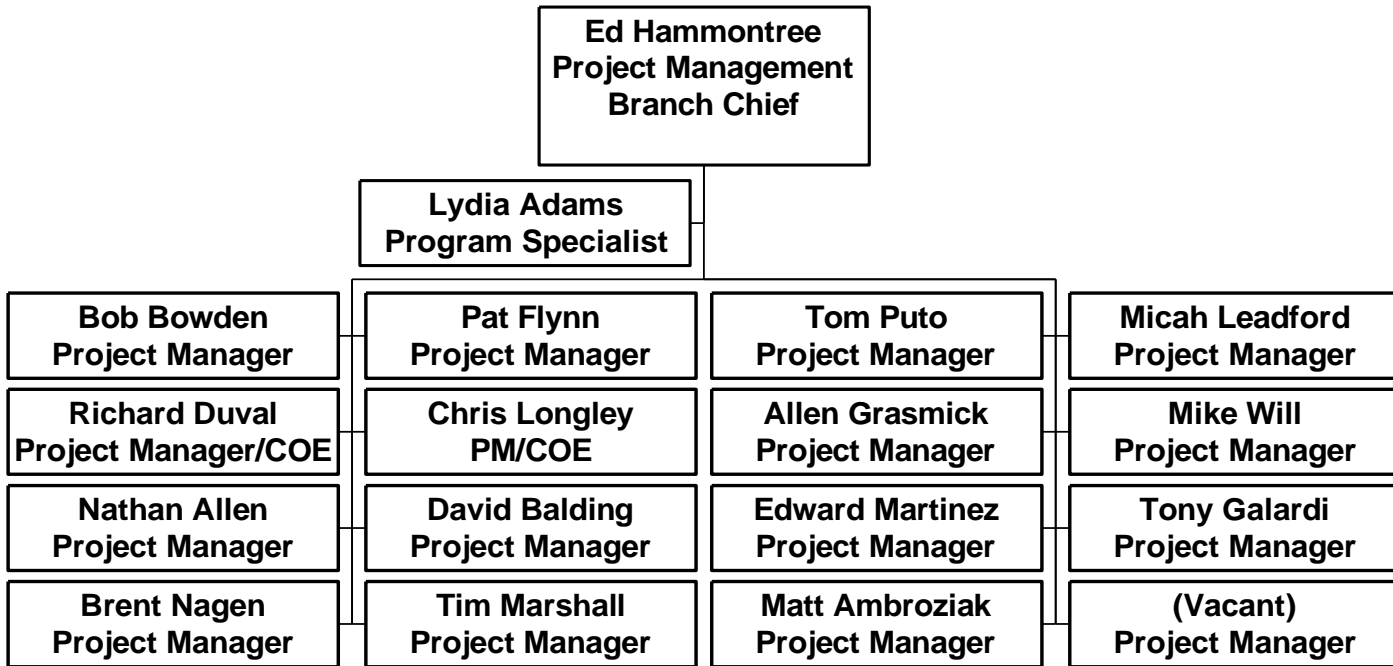 Ed Hammontree
Project Management
Branch Chief
Lydia Adams
Program Specialist
Bob Bowden
Project Manager
Pat Flynn
Project Manager
Tom Puto
Project Manager
Micah Leadford
Project Manager
Richard Duval
Project Manager/COE
Chris Longley
PM/COE
Allen Grasmick
Project Manager
Mike Will
Project Manager
Nathan Allen
Project Manager
David Balding
Project Manager
Edward Martinez
Project Manager
Tony Galardi
Project Manager
Brent Nagen
Project Manager
Tim Marshall
Project Manager
Matt Ambroziak
Project Manager
(Vacant)
Project Manager